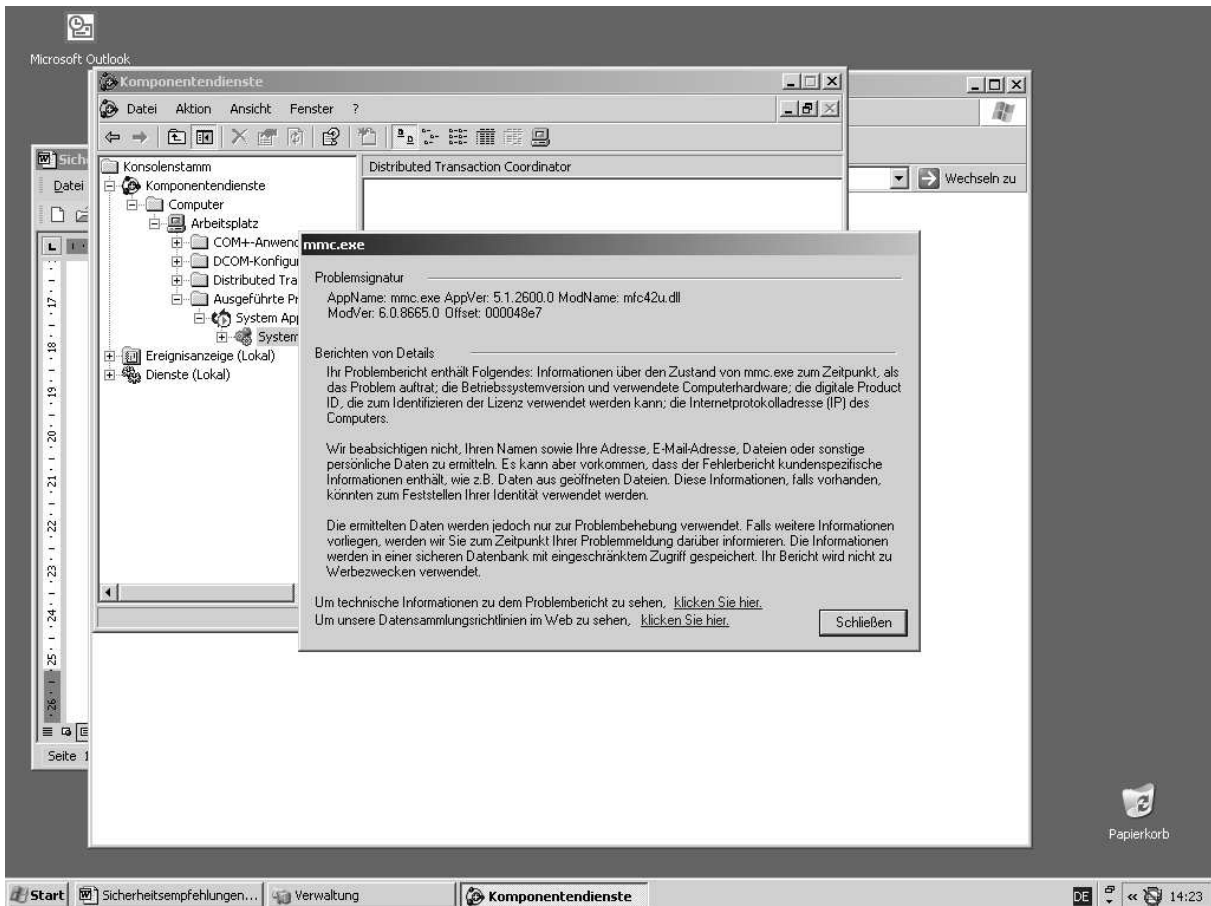 Microsoft Outlook
Komponentendienste
Datei Aktion Ansicht Fenster ?
Sich
Datei
Wechseln zu
Konsolenstamm
Komponentendienste
Computer
Arbeitsplatz
COM+-Anwend
DCOM-Konfigur
Distributed Tra
Ausgeführte Pr
System App
System
Ereignisanzeige (Lokal)
Dienste (Lokal)
Distributed Transaction Coordinator
mmc.exe
Problemsignatur
AppName: mmc.exe AppVer: 5.1.2600.0 ModName: mfc42u.dll
ModVer: 6.0.8665.0 Offset: 000048e7
Berichten von Details
Ihr Problembericht enthält Folgendes: Informationen über den Zustand von mmc.exe zum Zeitpunkt, als
das Problem auftrat; die Betriebssystemversion und verwendete Computerhardware; die digitale Product
ID, die zum Identifizieren der Lizenz verwendet werden kann; die Internetprotokolladresse (IP) des
Computers.
Wir beabsichtigen nicht, Ihren Namen sowie Ihre Adresse, E-Mail-Adresse, Dateien oder sonstige
persönliche Daten zu ermitteln. Es kann aber vorkommen, dass der Fehlerbericht kundenspezifische
Informationen enthält, wie z.B. Daten aus geöffneten Dateien. Diese Informationen, falls vorhanden,
könnten zum Feststellen Ihrer Identität verwendet werden.
Die ermittelten Daten werden jedoch nur zur Problembehebung verwendet. Falls weitere Informationen
vorliegen, werden wir Sie zum Zeitpunkt Ihrer Problemmeldung darüber informieren. Die Informationen
werden in einer sicheren Datenbank mit eingeschränktem Zugriff gespeichert. Ihr Bericht wird nicht zu
Werbezwecken verwendet.
Um technische Informationen zu dem Problembericht zu sehen, klicken Sie hier.
Um unsere Datensammlungsrichtlinien im Web zu sehen, klicken Sie hier.
Schließen
17
18
19
20
21
22
23
24
25
26
Seite 1
Papierkorb
Start
Sicherheitsempfehlungen...
Verwaltung
Komponentendienste
DE
14:23